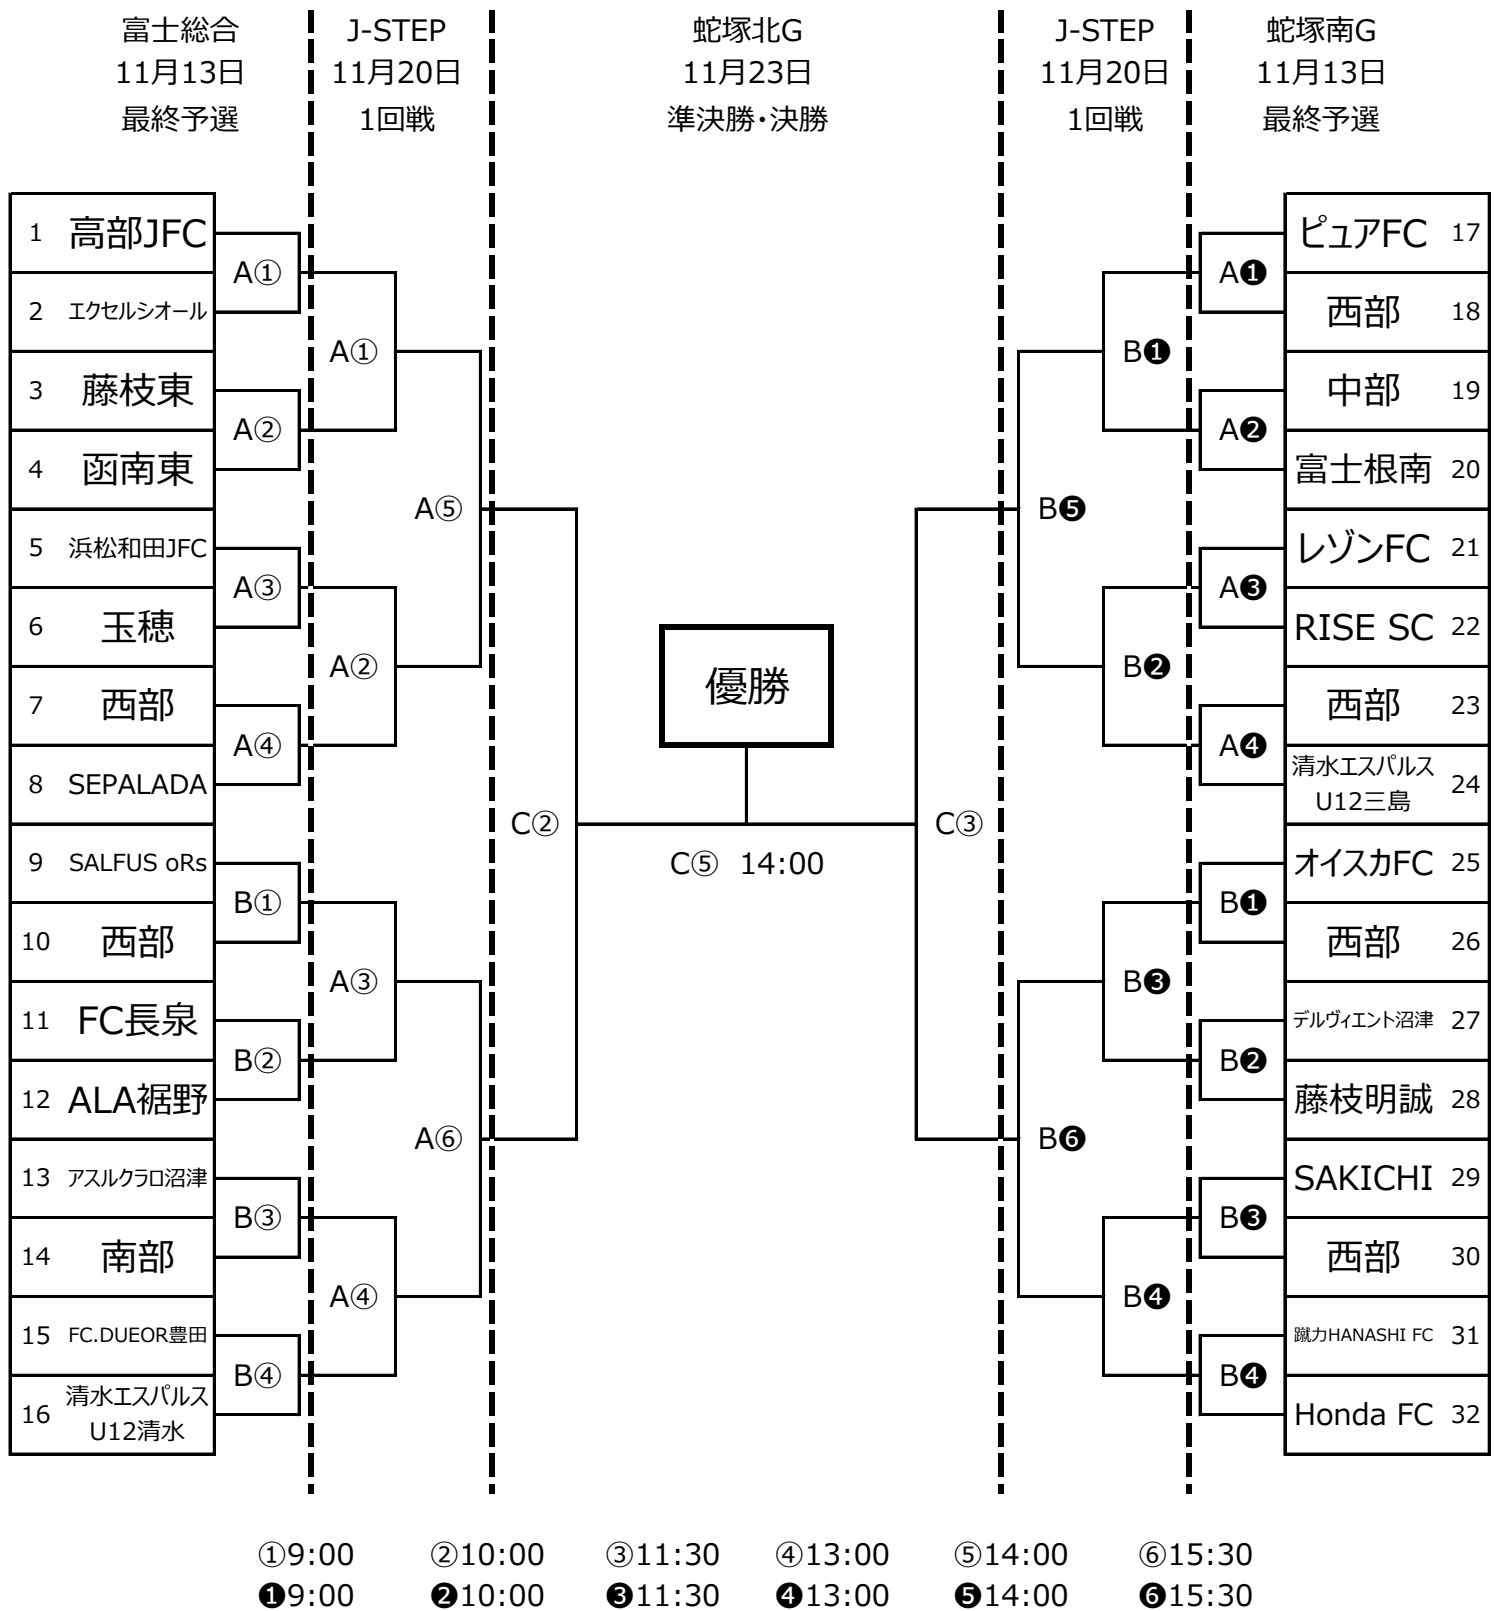 富士総合 J-STEP 蛇塚北G J-STEP 蛇塚南G
11月13日 11月20日 11月23日 11月20日 11月13日
最終予選 1回戦 準決勝・決勝 1回戦 最終予選
1 高部JFC
2 エクセルシオール
3 藤枝東
4 函南東
5 浜松和田JFC
6 玉穂
7 西部
8 SEPALADA
9 SALFUS oRs
10 西部
11 FC長泉
12 ALA裾野
13 アスルクラロ沼津
14 南部
15 FC.DUEOR豊田
16 清水エスパルス
U12清水
A①
A②
A③
A④
B①
B②
B③
B④
A①
A②
A③
A④
A⑤
A⑥
C②
優勝
C⑤ 14:00
C③
B❺
B❻
B❶
B❷
B❸
B❹
A❶
A❷
A❸
A❹
B❶
B❷
B❸
B❹
ピュアFC 17
西部 18
中部 19
富士根南 20
レゾンFC 21
RISE SC 22
西部 23
清水エスパルス
U12三島 24
オイスカFC 25
西部 26
デルヴィエント沼津 27
藤枝明誠 28
SAKICHI 29
西部 30
蹴力HANASHI FC 31
Honda FC 32
①9:00 ②10:00 ③11:30 ④13:00 ⑤14:00 ⑥15:30
❶9:00 ❷10:00 ❸11:30 ❹13:00 ❺14:00 ❻15:30